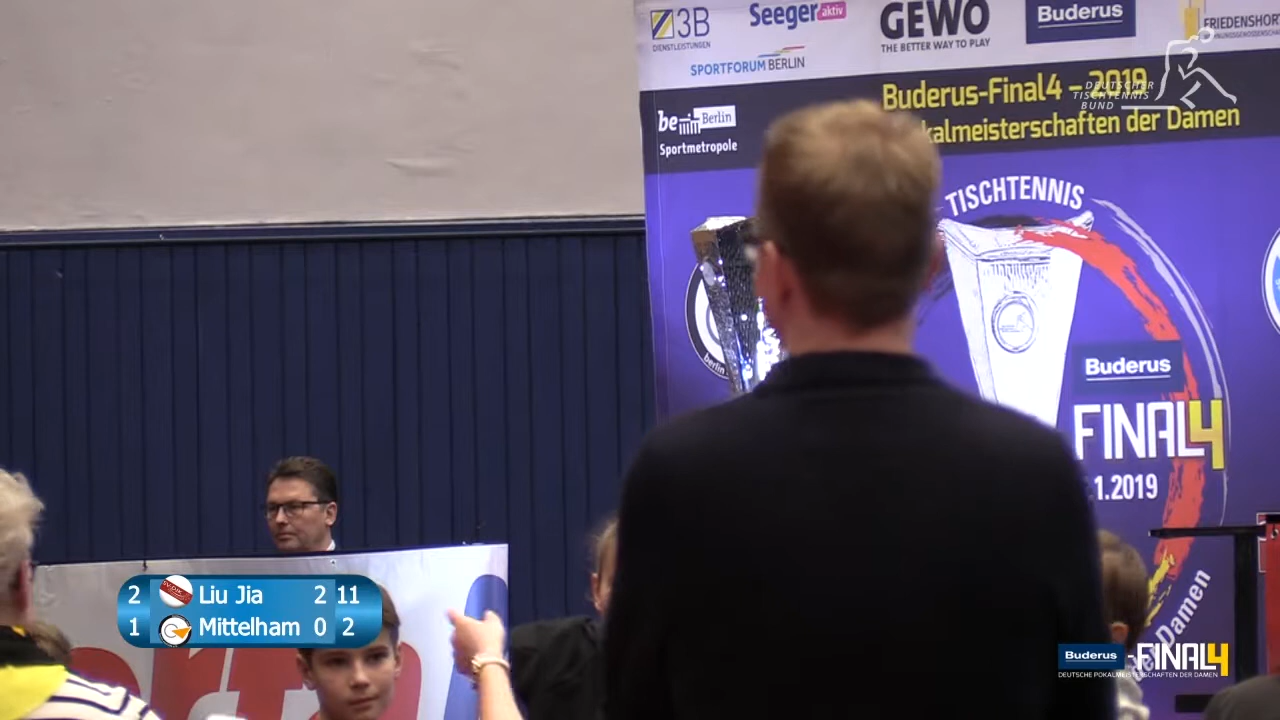 3B
DIENSTLEISTUNGEN
Seeger aktiv
GEWO
THE BETTER WAY TO PLAY
Buderus
SPORTFORUM BERLIN
Buderus-Final4 – 2019
DEUTSCHER
TISCHTENNIS
BUND
kalmeisterschaften der Damen
be Berlin
Sportmetropole
TISCHTENNIS
berlin
Buderus
FINAL4
.1.2019
Damen
2 Liu Jia 2 11
1 Mittelham 0 2
Buderus FINAL4
DEUTSCHE POKALMEISTERSCHAFTEN DER DAMEN